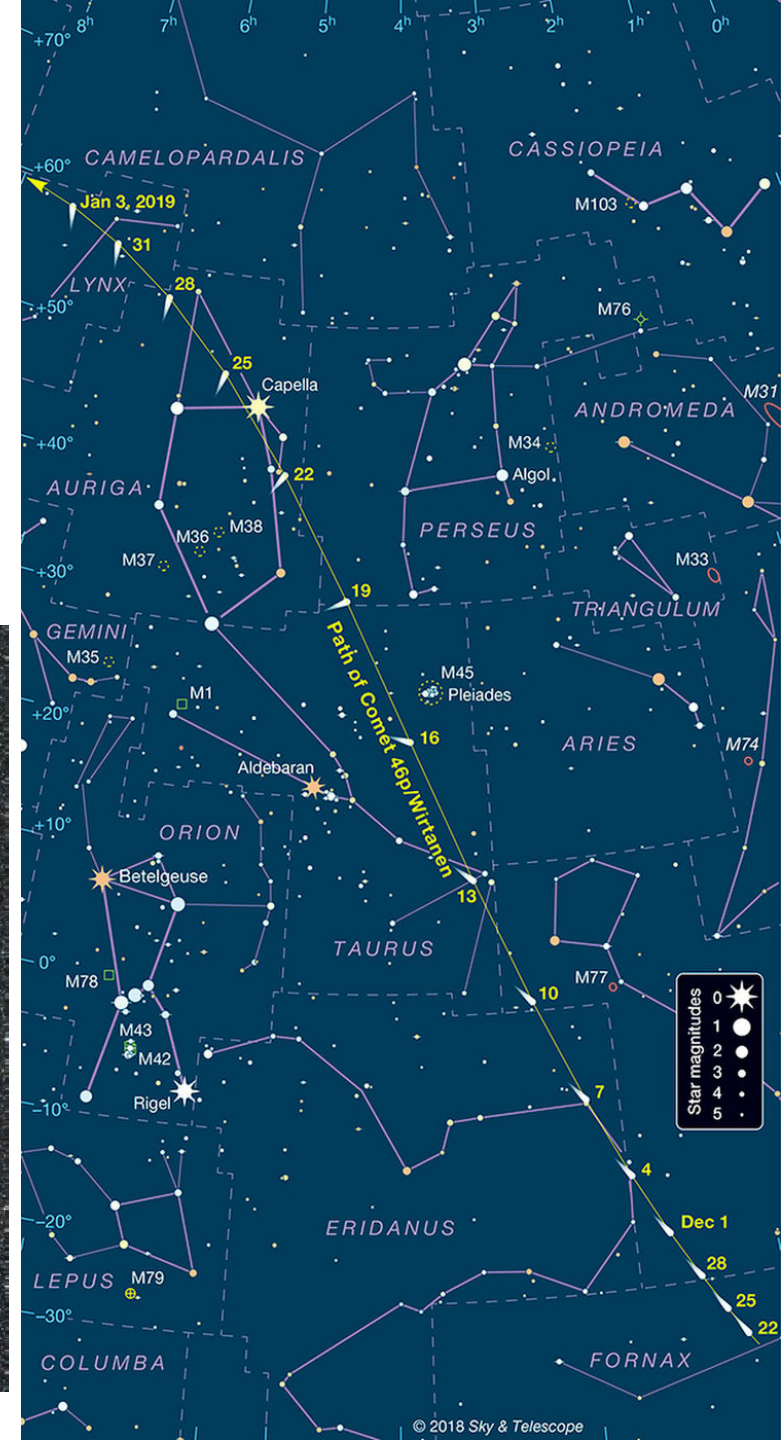 8h 7h 6h 5h 4h 3h 2h 1h 0h
+70°
CAMELOPARDALIS
CASSIOPEIA
+60°
Jan 3, 2019
M103
31
LYNX
28
+50°
M76
25
Capella
M31
ANDROMEDA
+40°
M34
22
Algol
AURIGA
M38
M36
PERSEUS
M37
M33
+30°
19
TRIANGULUM
GEMINI
M35
Path of Comet 46p/Wirtanen
M45
Pleiades
M1
+20°
16
ARIES
M74
Aldebaran
+10°
ORION
Betelgeuse
13
TAURUS
0°
M78
M77
10
Star magnitudes
0
1
2
3
4
5
M43
M42
Rigel
7
−10°
4
−20°
ERIDANUS
Dec 1
28
LEPUS
M79
25
−30°
22
COLUMBA
FORNAX
© 2018 Sky & Telescope